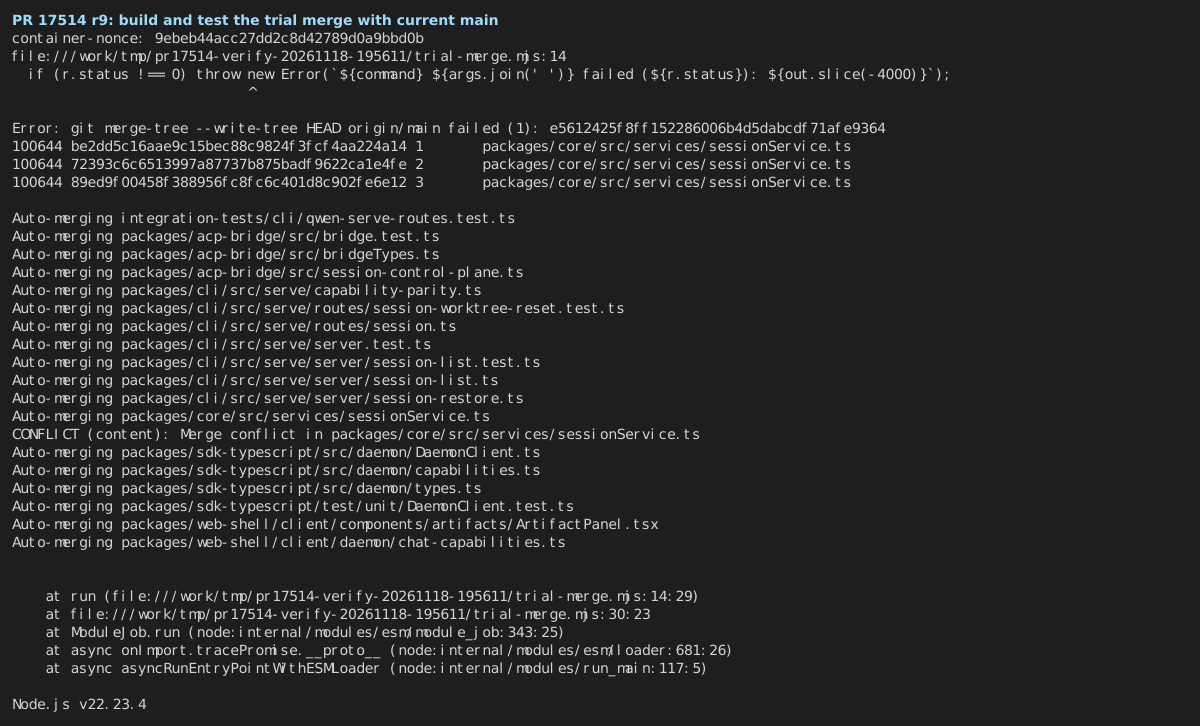 PR 17514 r9: build and test the trial merge with current main
container-nonce: 9ebeb44acc27dd2c8d42789d0a9bbd0b
file:///work/tmp/pr17514-verify-20261118-195611/trial-merge.mjs:14
  if (r.status !== 0) throw new Error(`${command} ${args.join(' ')} failed (${r.status}): ${out.slice(-4000)}`);
                            ^
Error: git merge-tree --write-tree HEAD origin/main failed (1): e5612425f8ff152286006b4d5dabcdf71afe9364
100644 be2dd5c16aae9c15bec88c9824f3fcf4aa224a14 1	packages/core/src/services/sessionService.ts
100644 72393c6c6513997a87737b875badf9622ca1e4fe 2	packages/core/src/services/sessionService.ts
100644 89ed9f00458f388956fc8fc6c401d8c902fe6e12 3	packages/core/src/services/sessionService.ts
Auto-merging integration-tests/cli/qwen-serve-routes.test.ts
Auto-merging packages/acp-bridge/src/bridge.test.ts
Auto-merging packages/acp-bridge/src/bridgeTypes.ts
Auto-merging packages/acp-bridge/src/session-control-plane.ts
Auto-merging packages/cli/src/serve/capability-parity.ts
Auto-merging packages/cli/src/serve/routes/session-worktree-reset.test.ts
Auto-merging packages/cli/src/serve/routes/session.ts
Auto-merging packages/cli/src/serve/server.test.ts
Auto-merging packages/cli/src/serve/server/session-list.test.ts
Auto-merging packages/cli/src/serve/server/session-list.ts
Auto-merging packages/cli/src/serve/server/session-restore.ts
Auto-merging packages/core/src/services/sessionService.ts
CONFLICT (content): Merge conflict in packages/core/src/services/sessionService.ts
Auto-merging packages/sdk-typescript/src/daemon/DaemonClient.ts
Auto-merging packages/sdk-typescript/src/daemon/capabilities.ts
Auto-merging packages/sdk-typescript/src/daemon/types.ts
Auto-merging packages/sdk-typescript/test/unit/DaemonClient.test.ts
Auto-merging packages/web-shell/client/components/artifacts/ArtifactPanel.tsx
Auto-merging packages/web-shell/client/daemon/chat-capabilities.ts
    at run (file:///work/tmp/pr17514-verify-20261118-195611/trial-merge.mjs:14:29)
    at file:///work/tmp/pr17514-verify-20261118-195611/trial-merge.mjs:30:23
    at ModuleJob.run (node:internal/modules/esm/module_job:343:25)
    at async onImport.tracePromise.__proto__ (node:internal/modules/esm/loader:681:26)
    at async asyncRunEntryPointWithESMLoader (node:internal/modules/run_main:117:5)
Node.js v22.23.4